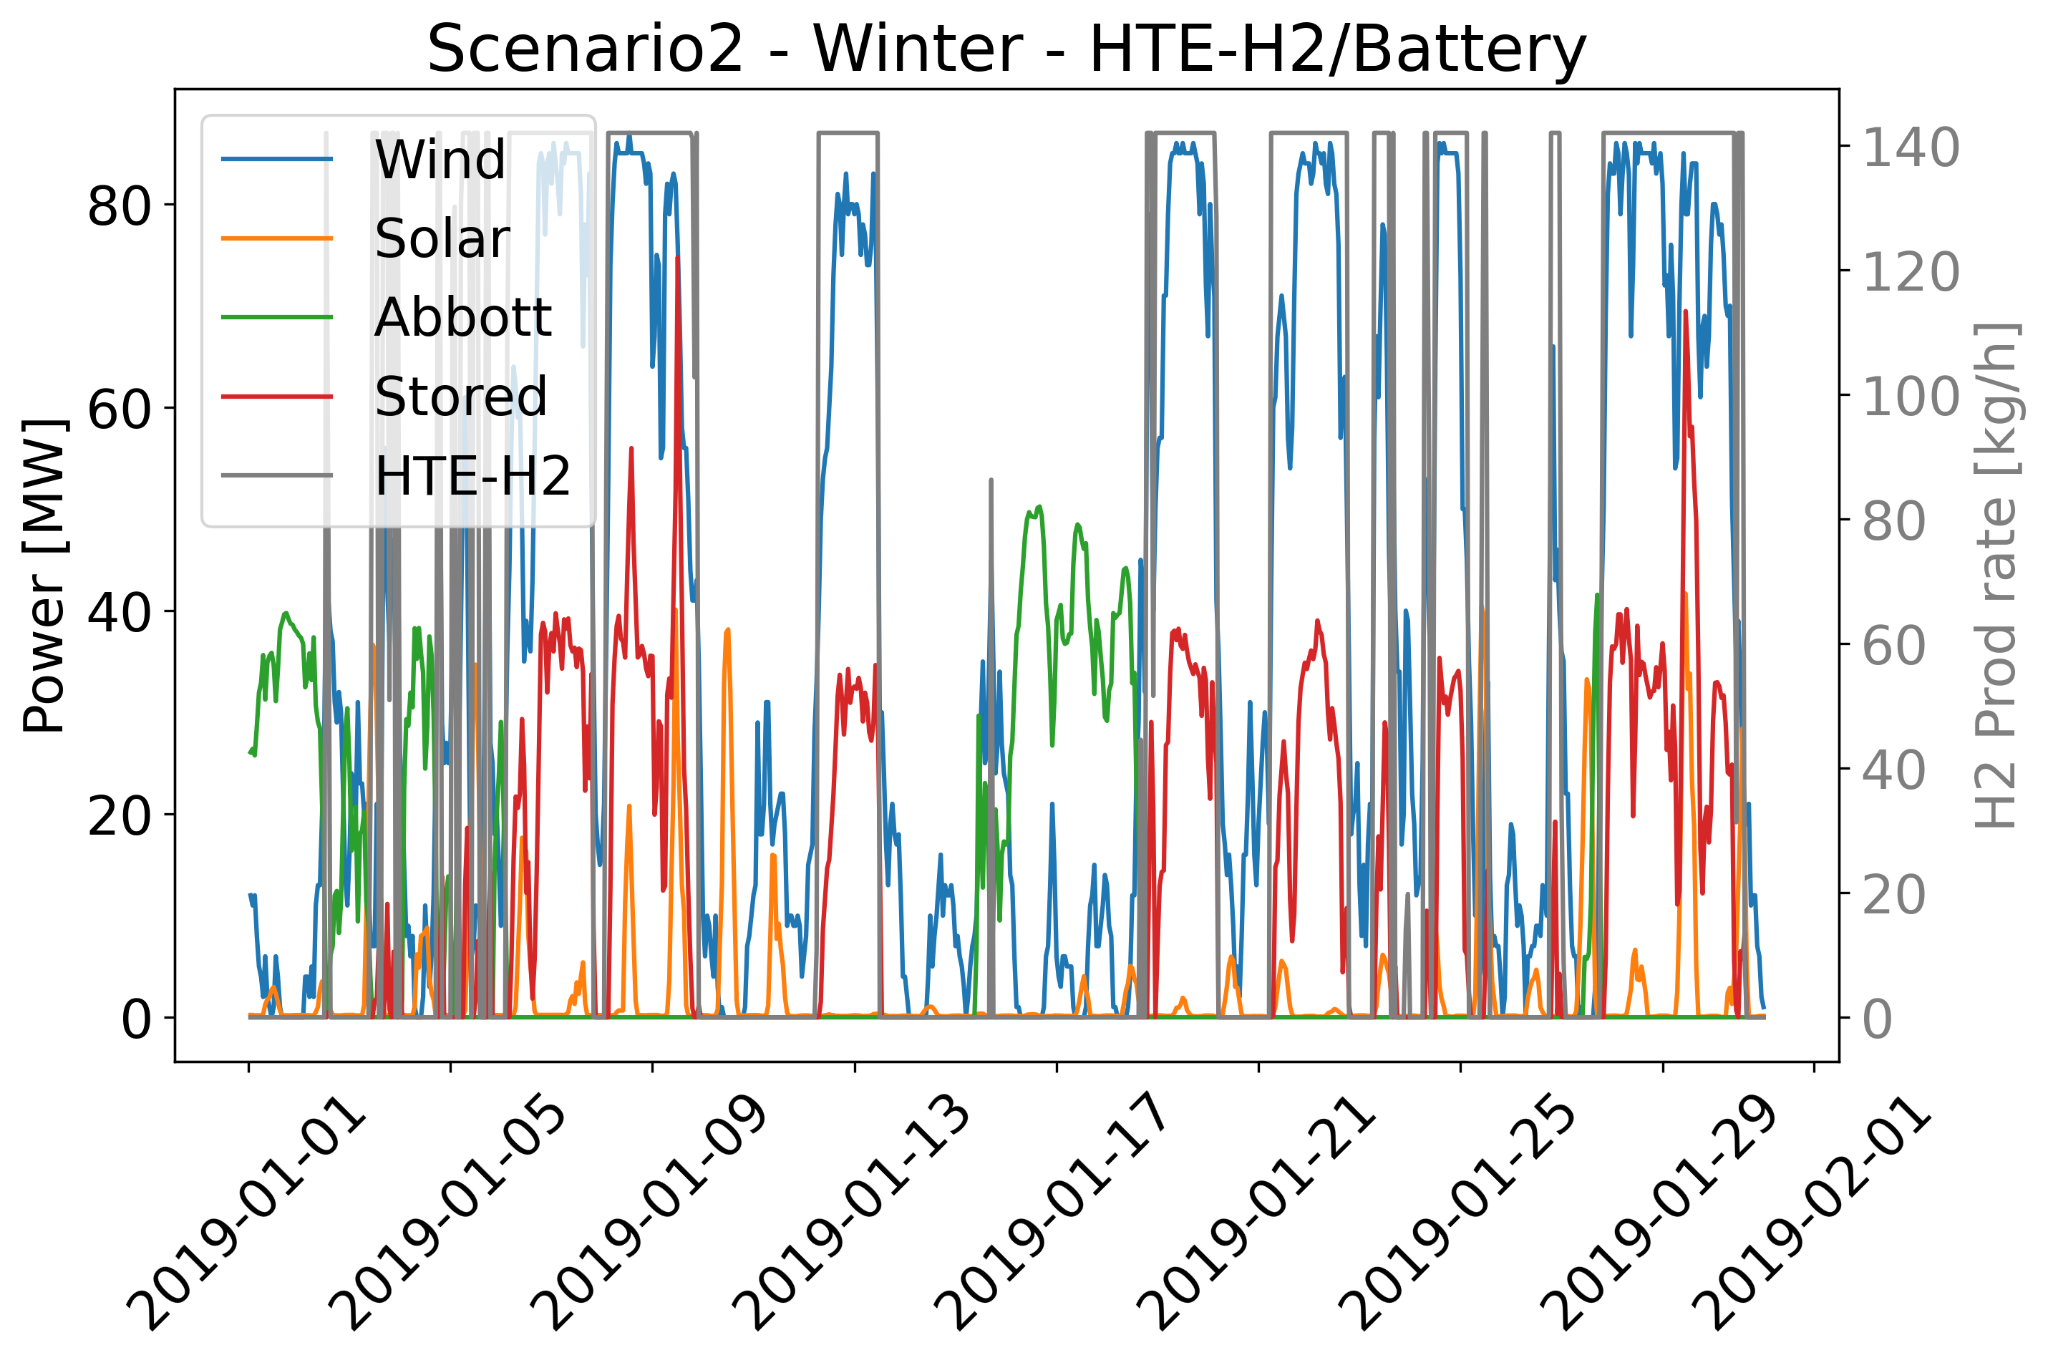 Scenario2 - Winter - HTE-H2/Battery
Wind
Solar
Abbott
Stored
HTE-H2
Power [MW]
80
60
40
20
0
H2 Prod rate [kg/h]
140
120
100
80
60
40
20
0
2019-01-01
2019-01-05
2019-01-09
2019-01-13
2019-01-17
2019-01-21
2019-01-25
2019-01-29
2019-02-01